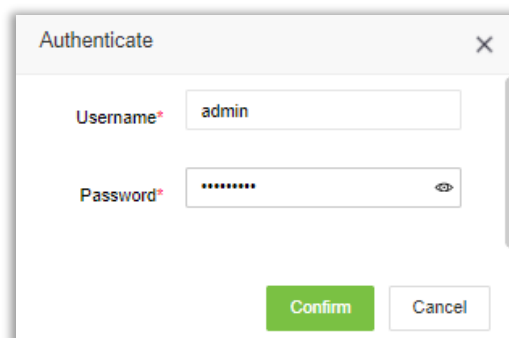 Authenticate
Username* admin
Password* •••••••••
Confirm Cancel